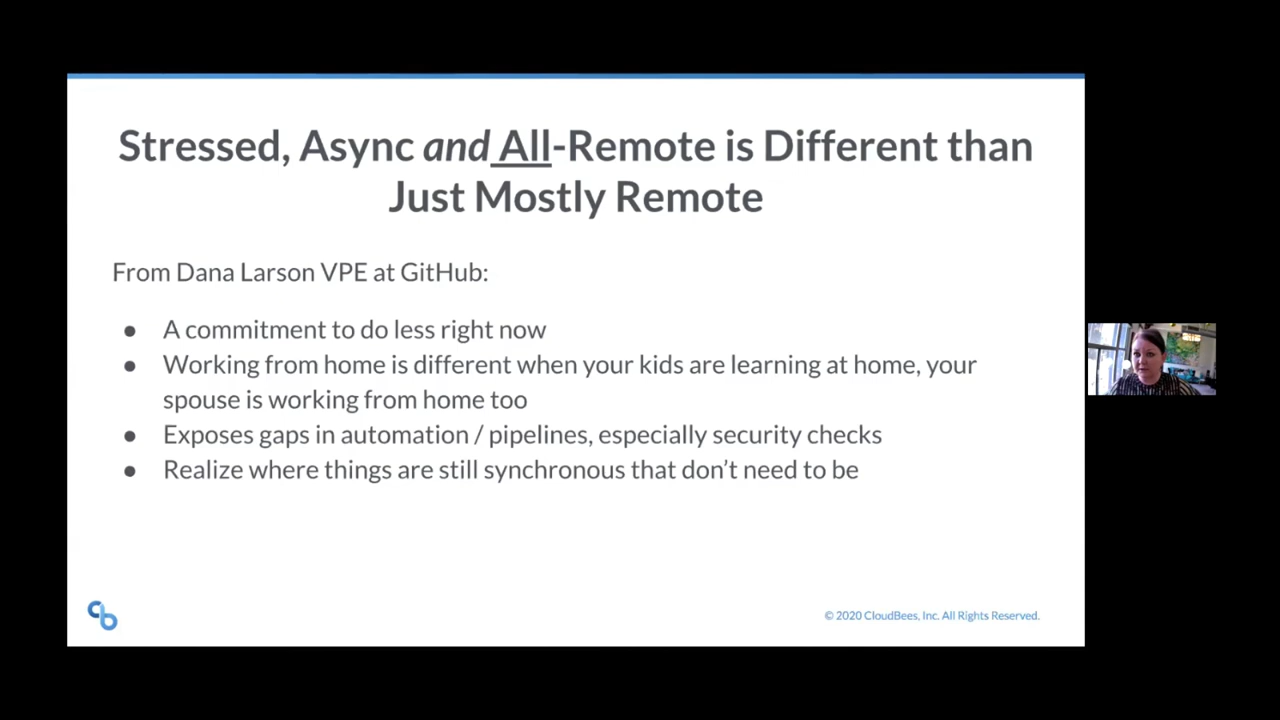 Stressed, Async and All-Remote is Different than
Just Mostly Remote
From Dana Larson VPE at GitHub:
● A commitment to do less right now
● Working from home is different when your kids are learning at home, your
spouse is working from home too
● Exposes gaps in automation / pipelines, especially security checks
● Realize where things are still synchronous that don’t need to be
© 2020 CloudBees, Inc. All Rights Reserved.